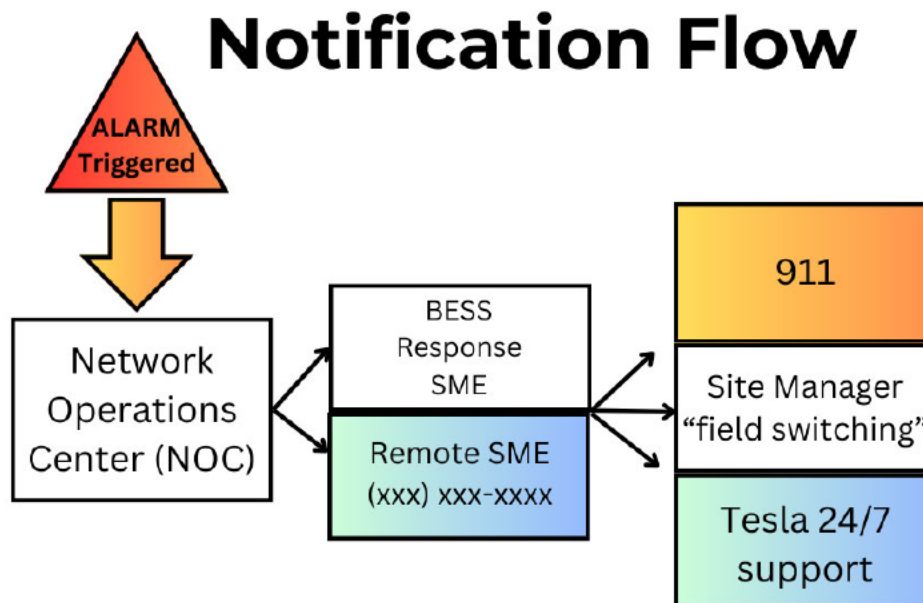 Notification Flow
ALARM
Triggered
Network
Operations
Center (NOC)
BESS
Response
SME
Remote SME
(xxx) xxx-xxxx
911
Site Manager
“field switching”
Tesla 24/7
support